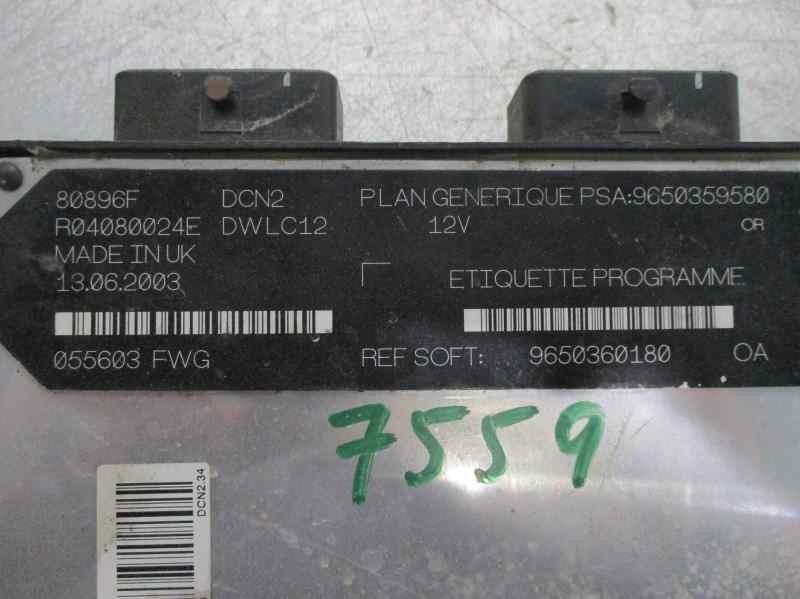 80896F DCN2 PLAN GENERIQUE PSA:9650359580
R04080024E DWLC12 12V OR
MADE IN UK
13.06.2003 ETIQUETTE PROGRAMME
055603 FWG REF SOFT: 9650360180 OA
7559
DCN2.34